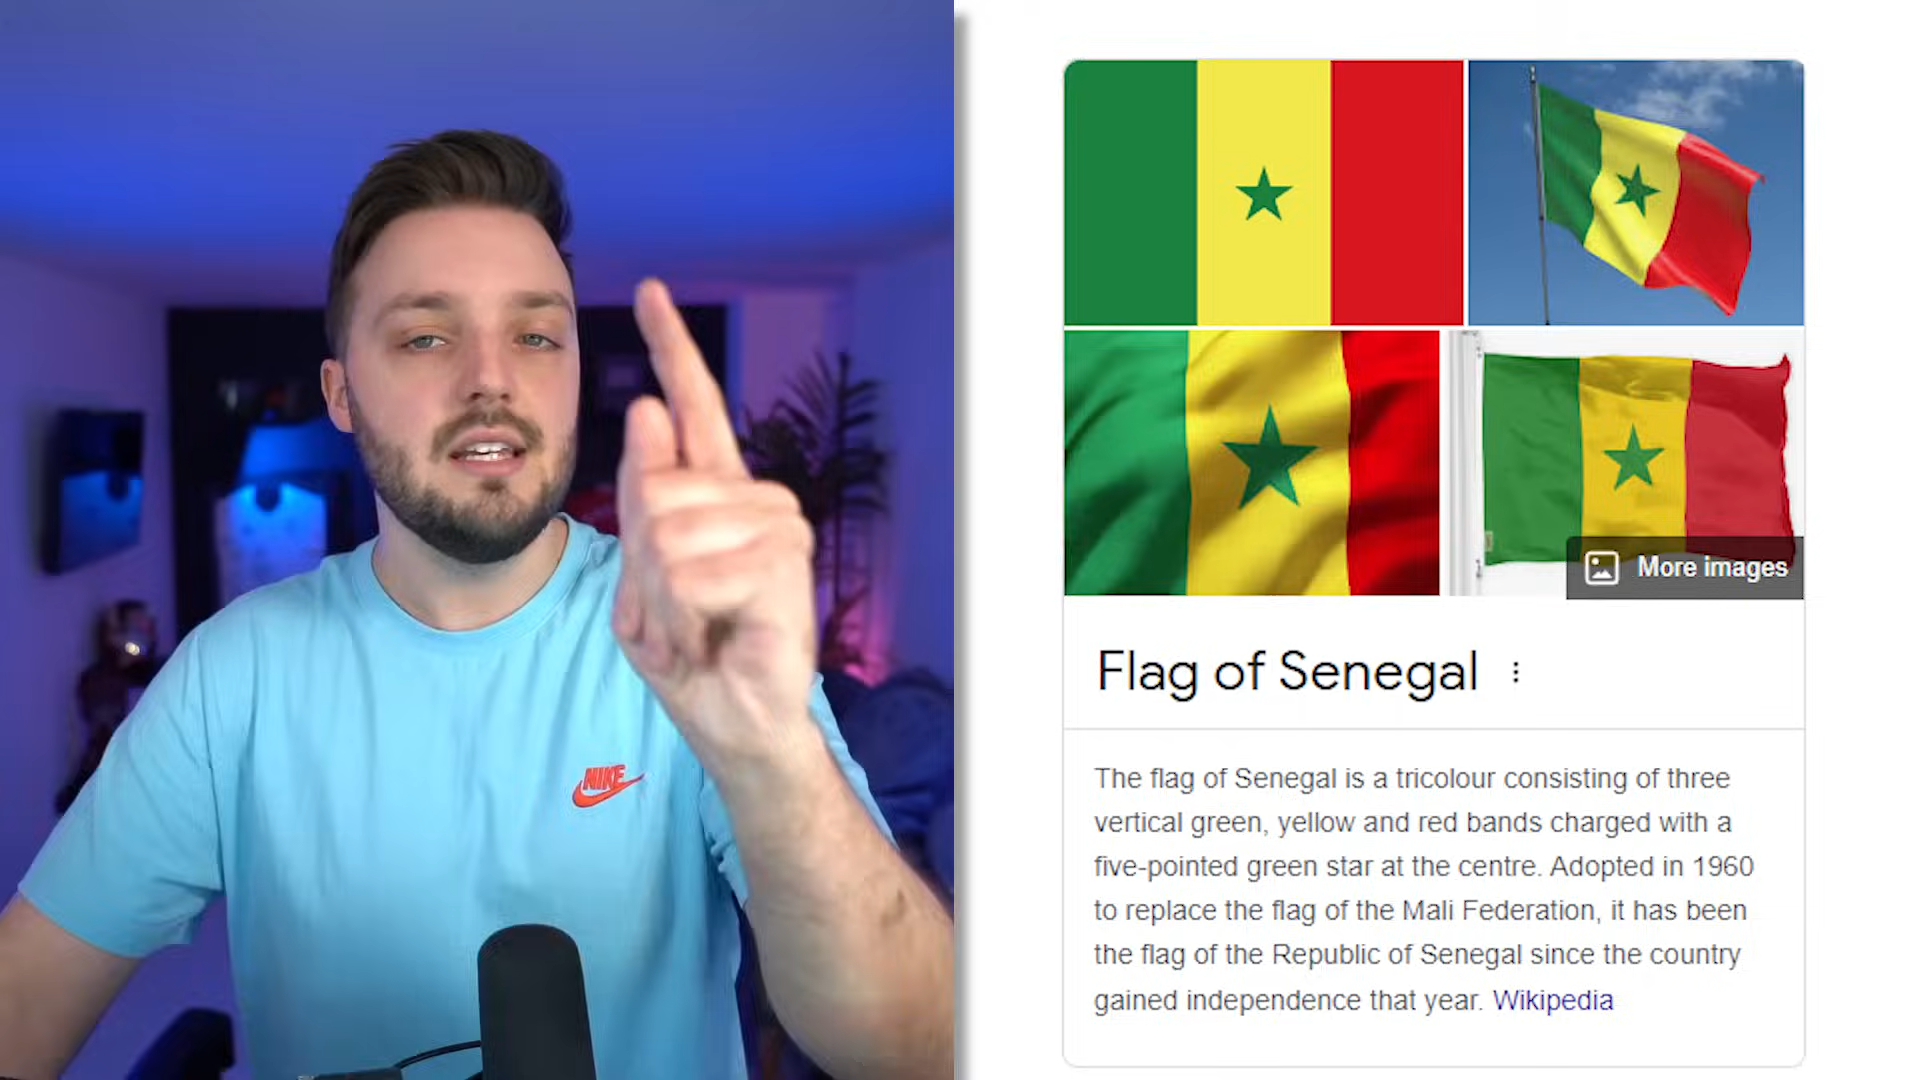 NIKE
More images
Flag of Senegal
The flag of Senegal is a tricolour consisting of three
vertical green, yellow and red bands charged with a
five-pointed green star at the centre. Adopted in 1960
to replace the flag of the Mali Federation, it has been
the flag of the Republic of Senegal since the country
gained independence that year. Wikipedia